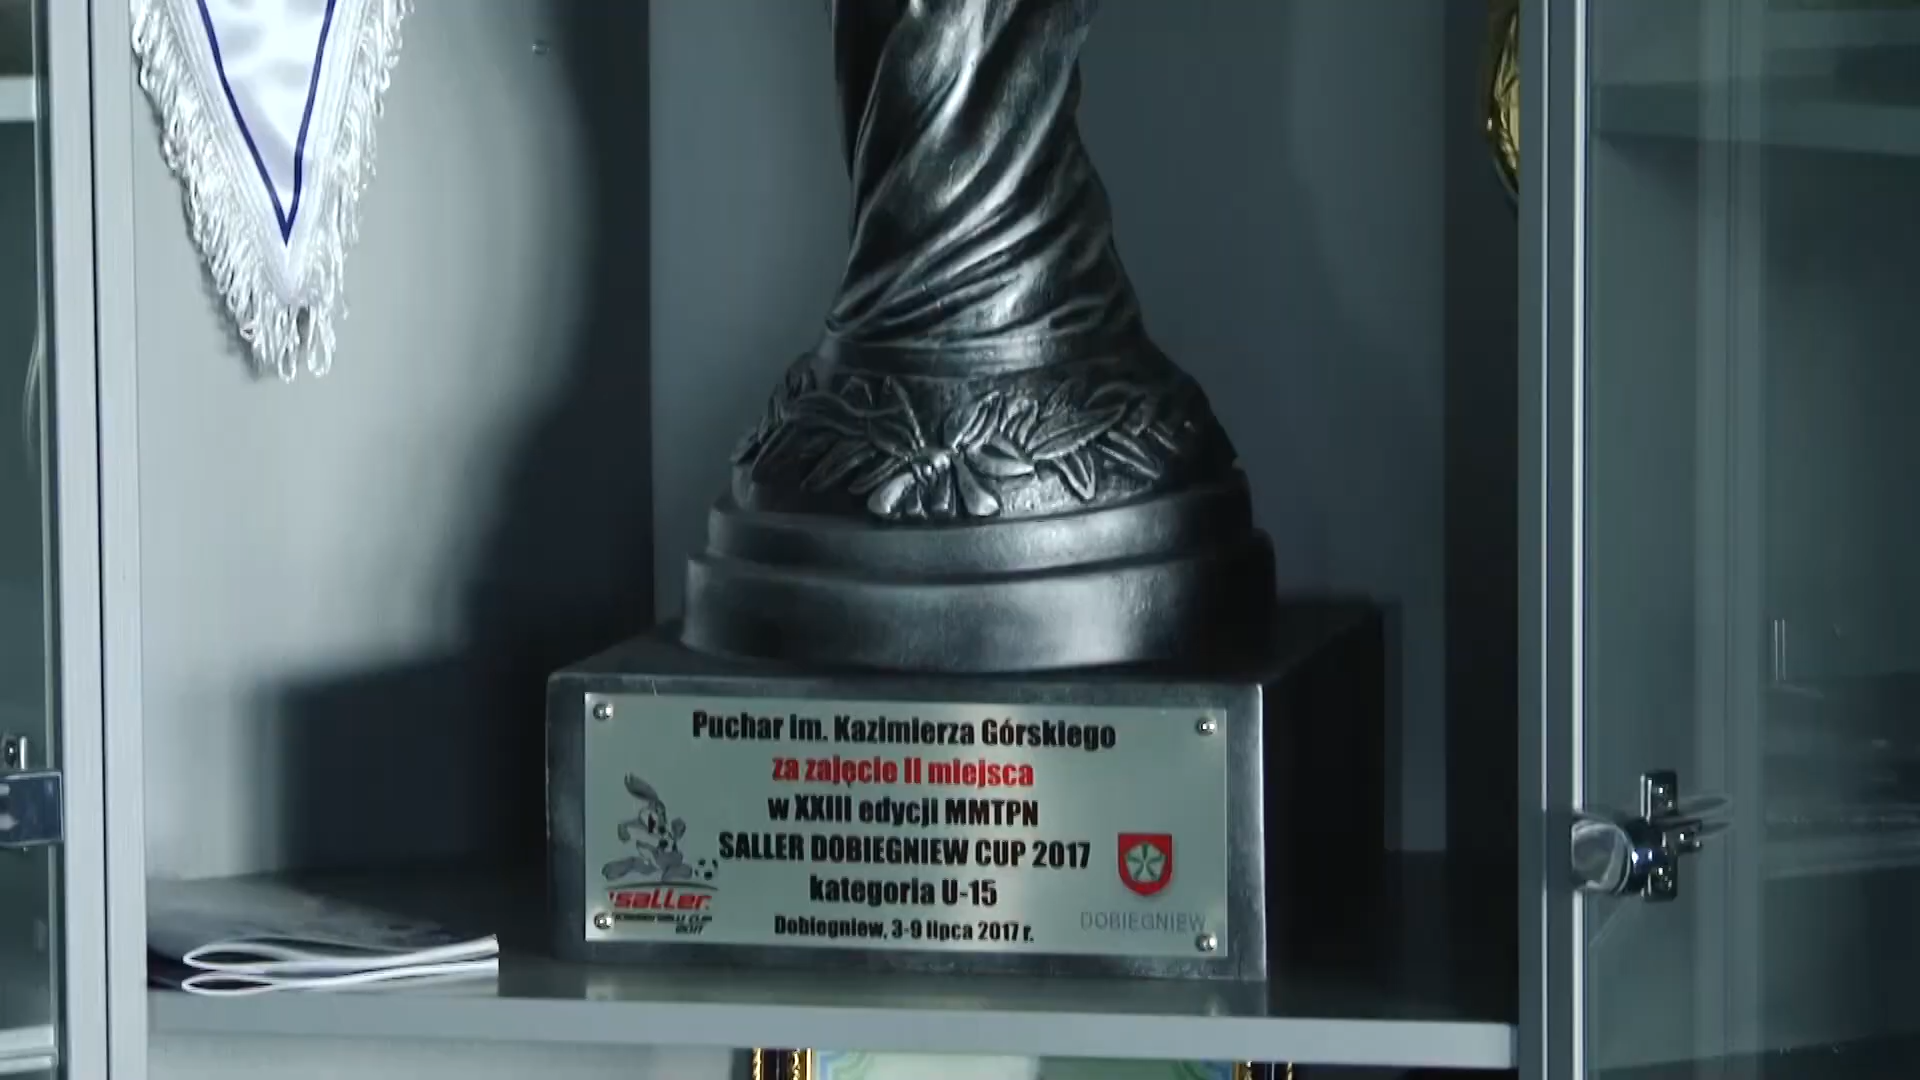 Puchar im. Kazimierza Górskiego
za zajęcie II miejsca
w XXIII edycji MMTPN
SALLER DOBIEGNIEW CUP 2017
kategoria U-15
Dobiegniew, 3-9 lipca 2017 r.
saller
2017
DOBIEGNIEW